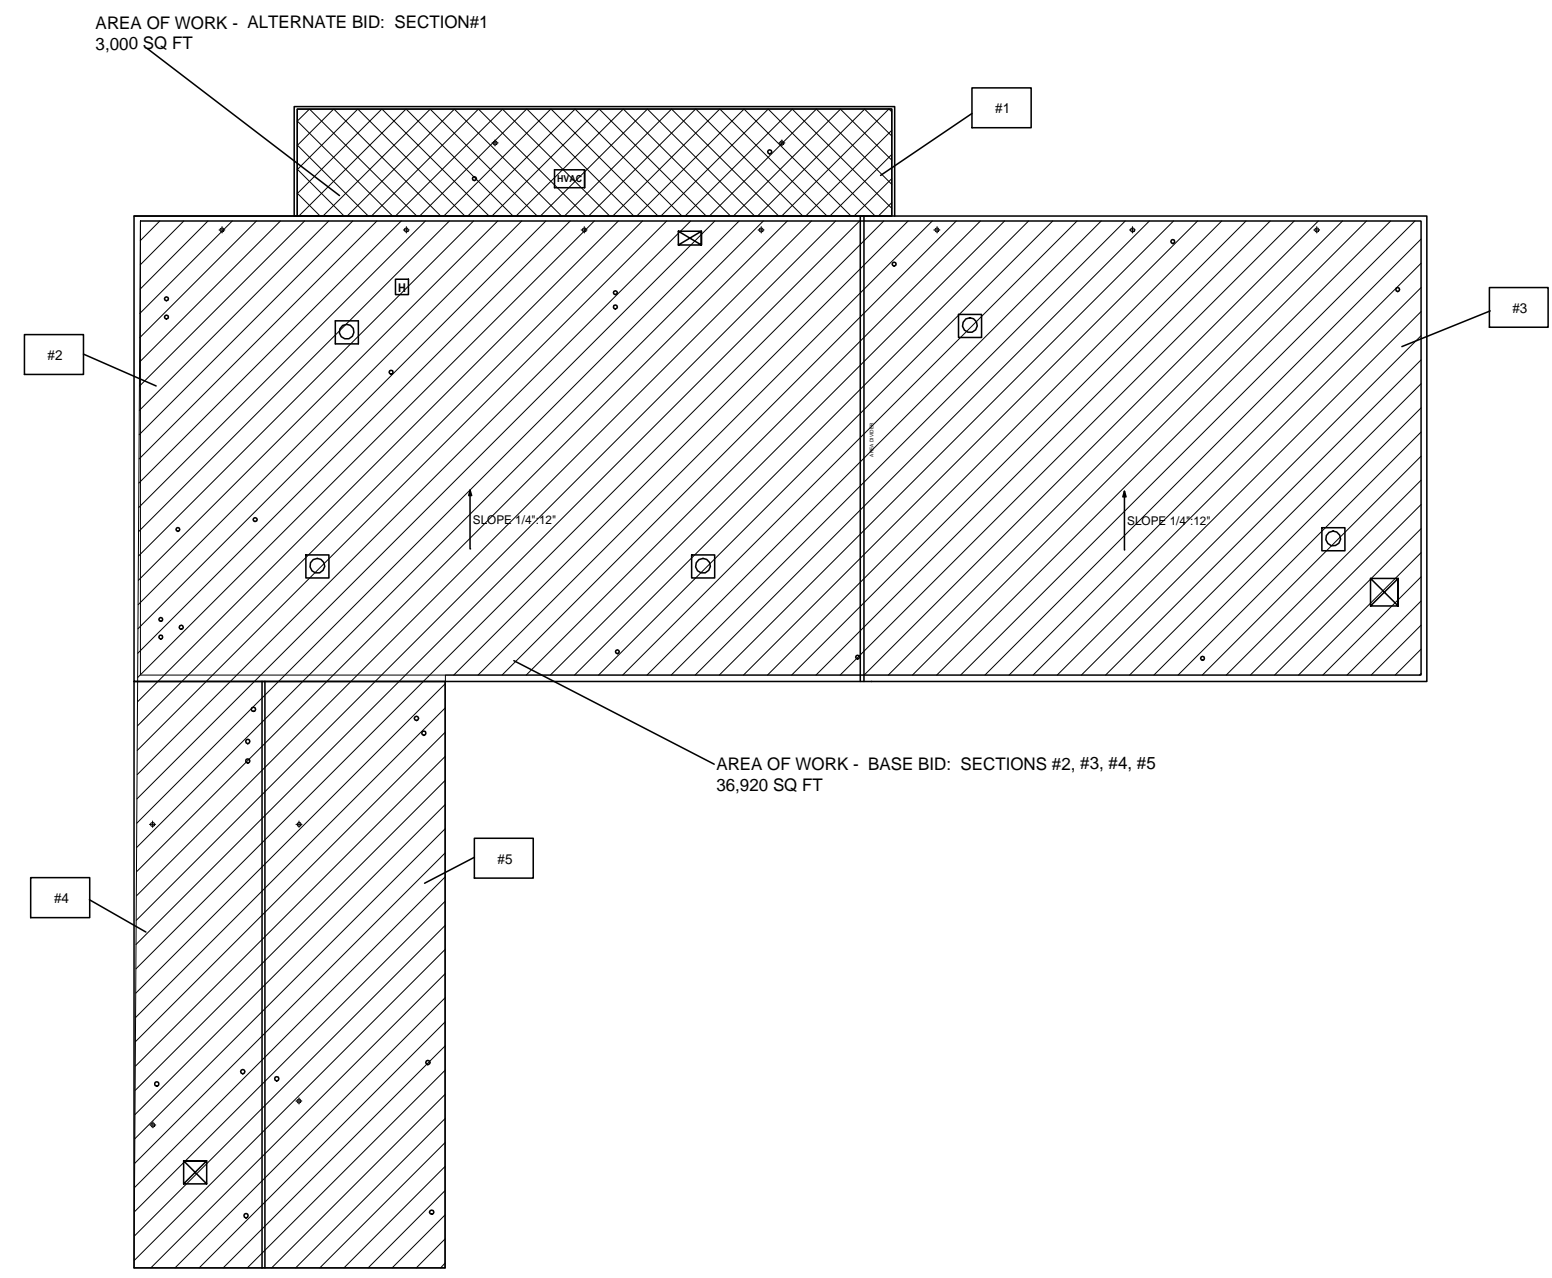 AREA OF WORK - ALTERNATE BID: SECTION#1
3,000 SQ FT
#1
HVAC
H
#3
#2
AREA DIVIDER
SLOPE 1/4":12"
SLOPE 1/4":12"
AREA OF WORK - BASE BID: SECTIONS #2, #3, #4, #5
36,920 SQ FT
#5
#4